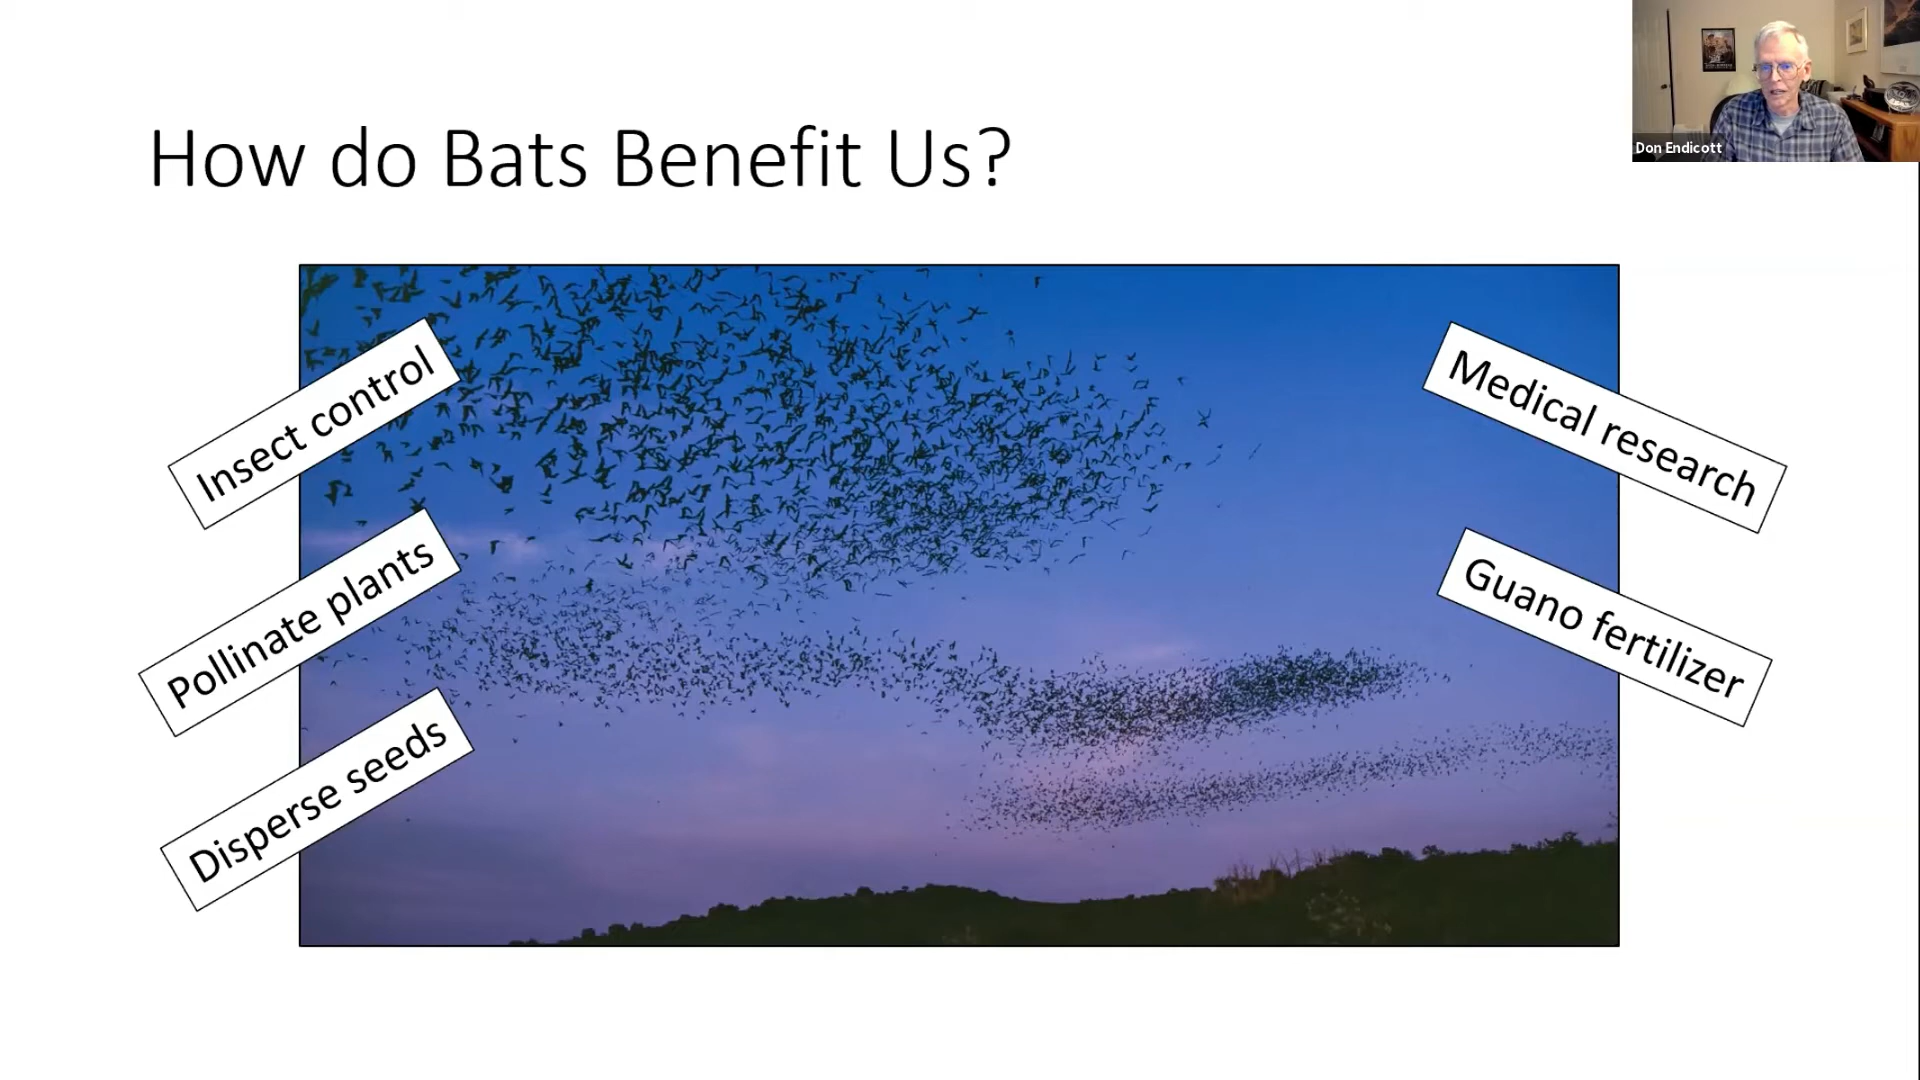 How do Bats Benefit Us?
Don Endicott
Insect control
Pollinate plants
Disperse seeds
Medical research
Guano fertilizer